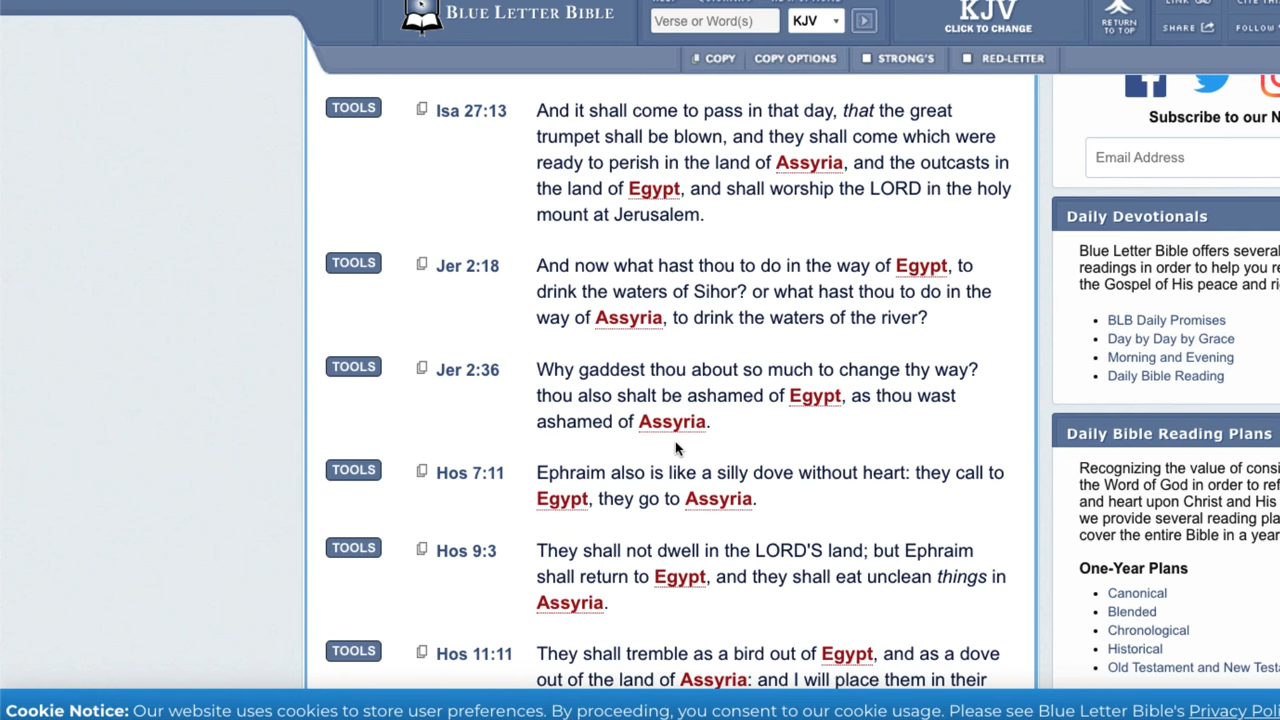 BLUE LETTER BIBLE
Verse or Word(s)
KJV
KJV
CLICK TO CHANGE
RETURN
TO TOP
LINK
SHARE
FOLLOW
COPY
COPY OPTIONS
STRONG'S
RED-LETTER
TOOLS
Isa 27:13
And it shall come to pass in that day, that the great
trumpet shall be blown, and they shall come which were
ready to perish in the land of Assyria, and the outcasts in
the land of Egypt, and shall worship the LORD in the holy
mount at Jerusalem.
TOOLS
Jer 2:18
And now what hast thou to do in the way of Egypt, to
drink the waters of Sihor? or what hast thou to do in the
way of Assyria, to drink the waters of the river?
TOOLS
Jer 2:36
Why gaddest thou about so much to change thy way?
thou also shalt be ashamed of Egypt, as thou wast
ashamed of Assyria.
TOOLS
Hos 7:11
Ephraim also is like a silly dove without heart: they call to
Egypt, they go to Assyria.
TOOLS
Hos 9:3
They shall not dwell in the LORD'S land; but Ephraim
shall return to Egypt, and they shall eat unclean things in
Assyria.
TOOLS
Hos 11:11
They shall tremble as a bird out of Egypt, and as a dove
out of the land of Assyria: and I will place them in their
Subscribe to our N
Email Address
Daily Devotionals
Blue Letter Bible offers several
readings in order to help you re
the Gospel of His peace and ri
BLB Daily Promises
Day by Day by Grace
Morning and Evening
Daily Bible Reading
Daily Bible Reading Plans
Recognizing the value of consi
the Word of God in order to ref
and heart upon Christ and His
we provide several reading pla
cover the entire Bible in a year
One-Year Plans
Canonical
Blended
Chronological
Historical
Old Testament and New Testa
Cookie Notice: Our website uses cookies to store user preferences. By proceeding, you consent to our cookie usage. Please see Blue Letter Bible's Privacy Poli